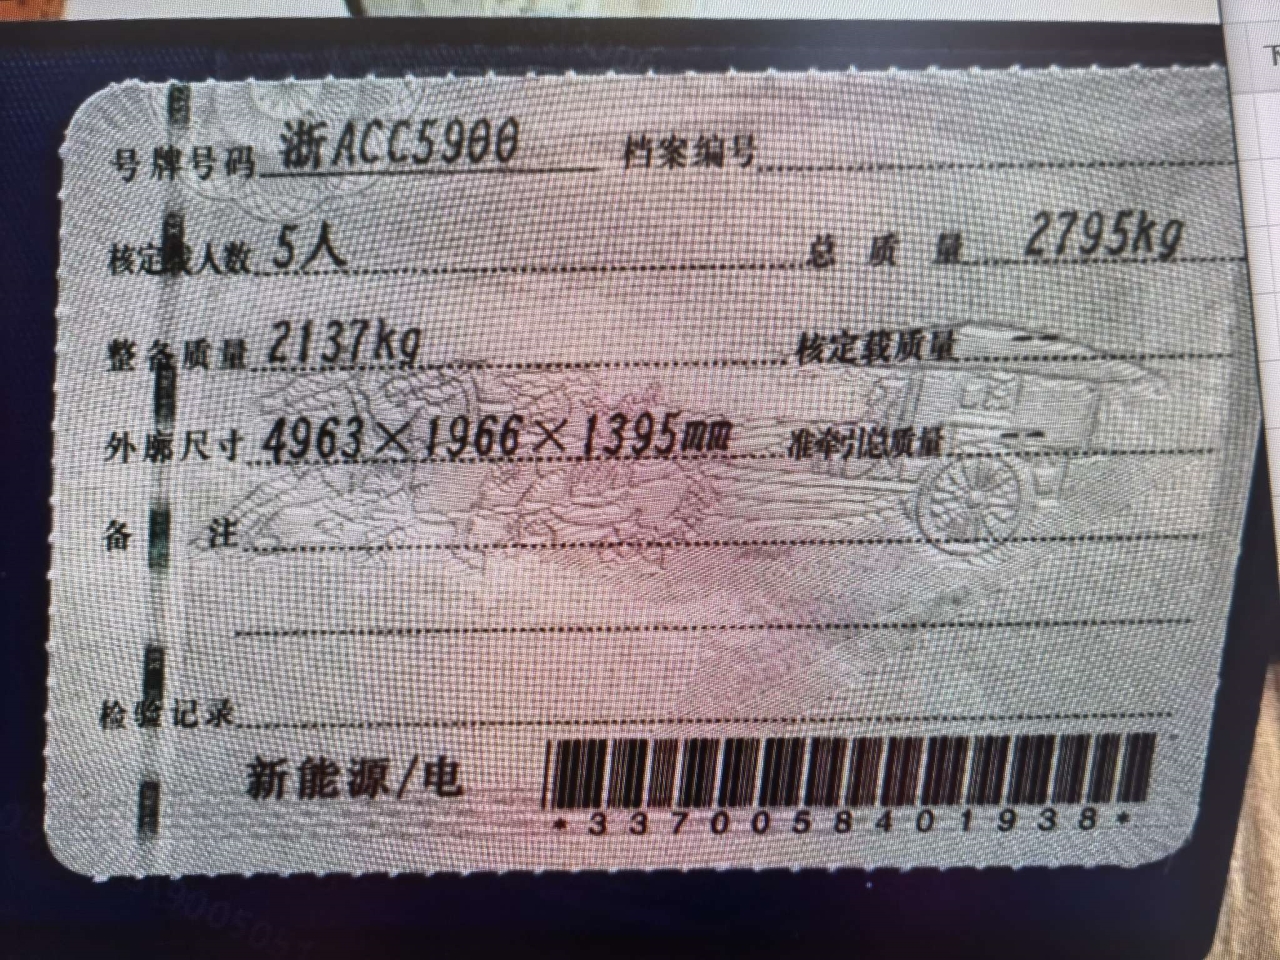 下
号牌号码 浙ACC5900 档案编号
核定载人数 5人 总质量 2795kg
整备质量 2137kg 核定载质量 --
外廓尺寸 4963×1966×1395mm 准牵引总质量 --
备注
检验记录
新能源/电
*3370058401938*